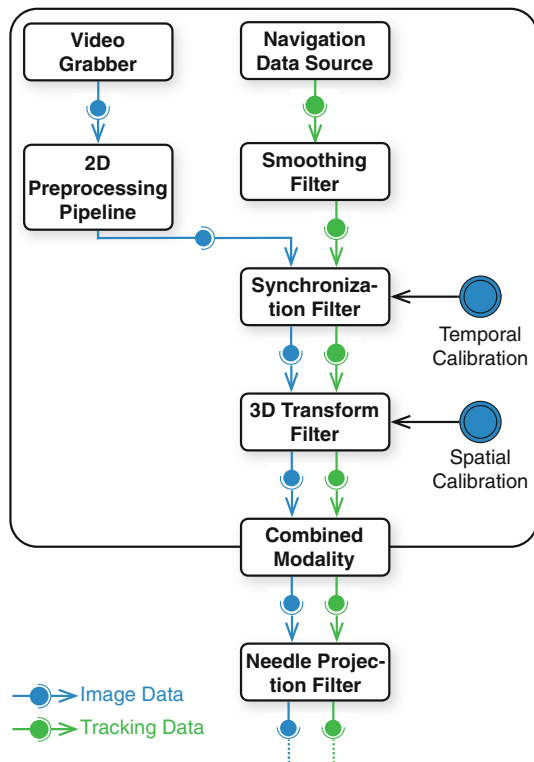 Video
Grabber
Navigation
Data Source
2D
Preprocessing
Pipeline
Smoothing
Filter
Synchroniza-
tion Filter
Temporal
Calibration
3D Transform
Filter
Spatial
Calibration
Combined
Modality
Needle Projec-
tion Filter
Image Data
Tracking Data